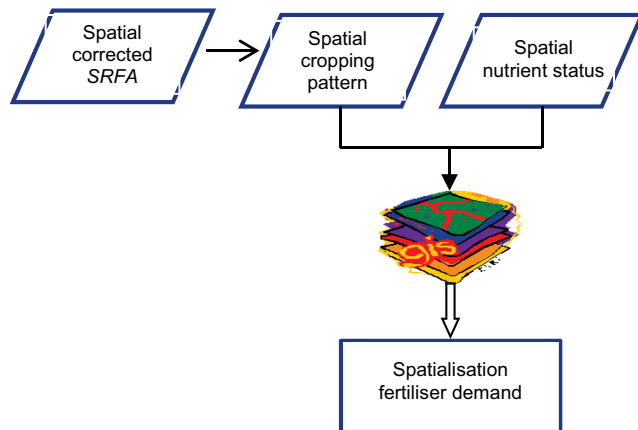 Spatial
corrected
SRFA
Spatial
cropping
pattern
Spatial
nutrient status
gis
Spatialisation
fertiliser demand